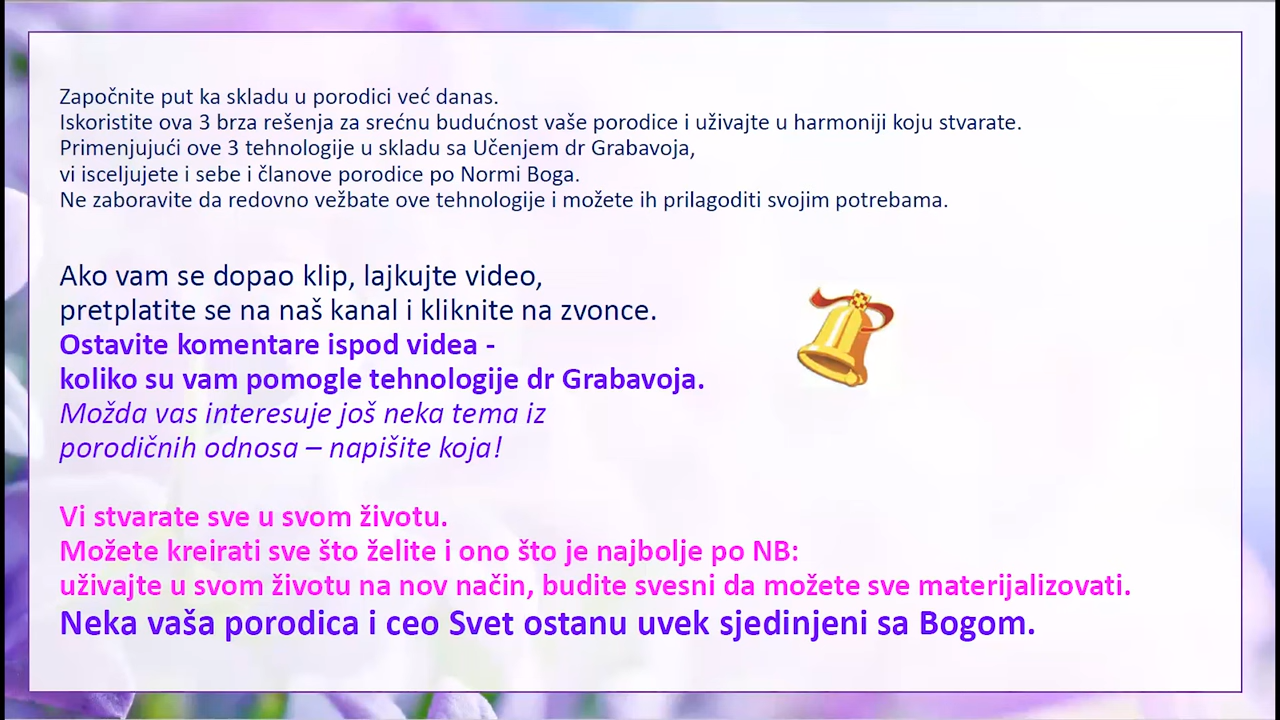 Započnite put ka skladu u porodici već danas.
Iskoristite ova 3 brza rešenja za srećnu budućnost vaše porodice i uživajte u harmoniji koju stvarate.
Primenjujući ove 3 tehnologije u skladu sa Učenjem dr Grabavoja,
vi isceljujete i sebe i članove porodice po Normi Boga.
Ne zaboravite da redovno vežbate ove tehnologije i možete ih prilagoditi svojim potrebama.
Ako vam se dopao klip, lajkujte video,
pretplatite se na naš kanal i kliknite na zvonce.
Ostavite komentare ispod videa -
koliko su vam pomogle tehnologije dr Grabavoja.
Možda vas interesuje još neka tema iz
porodičnih odnosa – napišite koja!
Vi stvarate sve u svom životu.
Možete kreirati sve što želite i ono što je najbolje po NB:
uživajte u svom životu na nov način, budite svesni da možete sve materijalizovati.
Neka vaša porodica i ceo Svet ostanu uvek sjedinjeni sa Bogom.